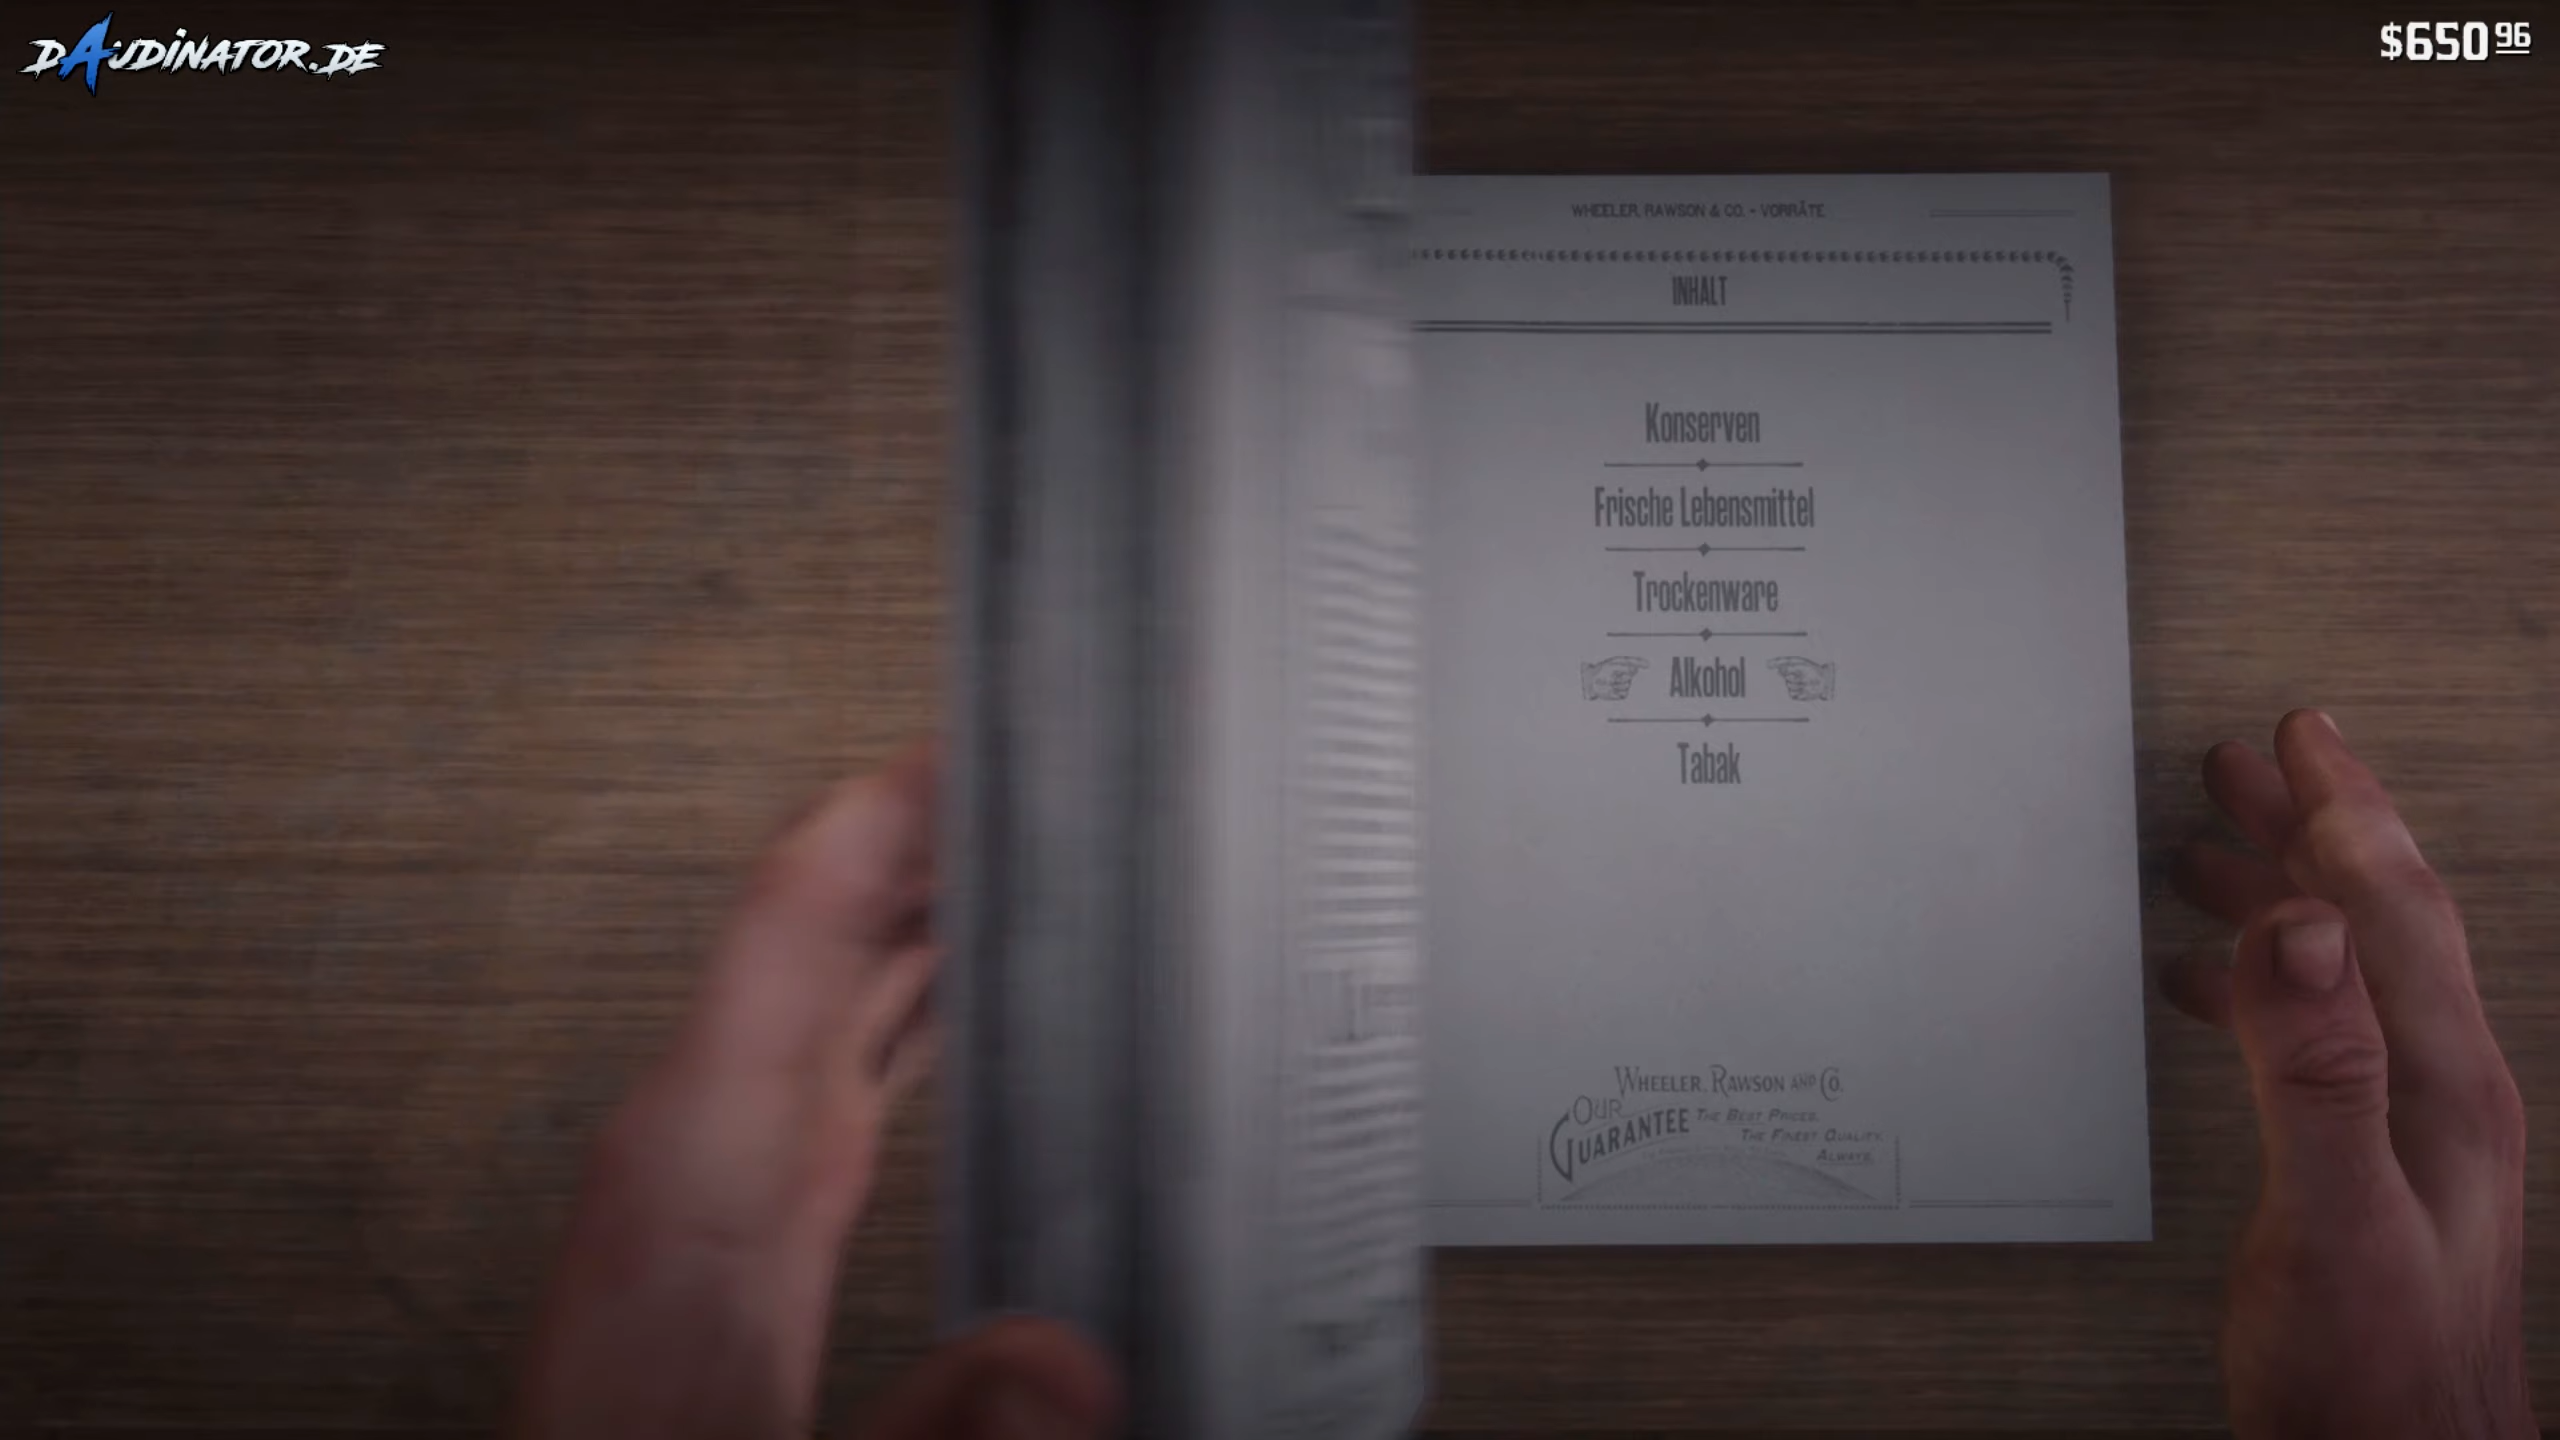 DAUDINATOR.DE
$650 96
WHEELER, RAWSON & CO. - VORRÄTE
INHALT
Konserven
Frische Lebensmittel
Trockenware
Alkohol
Tabak
WHEELER, RAWSON AND CO.
OUR GUARANTEE THE BEST PRICES.
THE FINEST QUALITY.
ALWAYS.